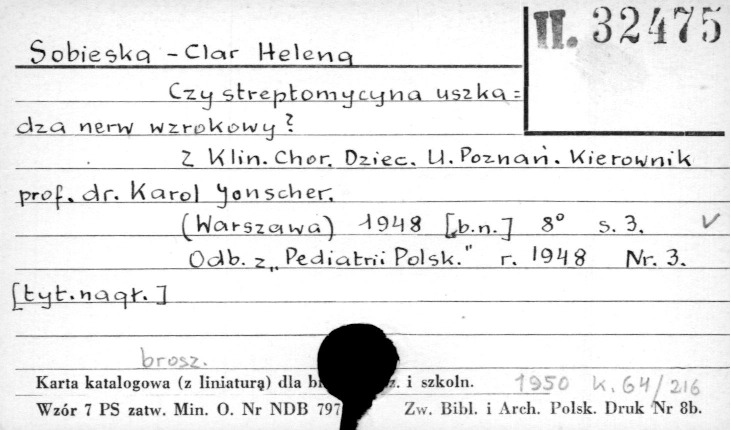 II. 32475
Sobieska - Clar Helena
Czy streptomycyna uszka =
dza nerw wzrokowy?
Z Klin. Chor. Dziec. U. Poznań. Kierownik
prof. dr. Karol Jonscher.
(Warszawa) 1948 [b.n.] 8° s. 3. ✓
Odb. z „Pediatrii Polsk." r. 1948 Nr. 3.
[tyt. nagł.]
brosz.
Karta katalogowa (z liniaturą) dla z. i szkoln. 1950 K. 64/216
Wzór 7 PS zatw. Min. O. Nr NDB 797 Zw. Bibl. i Arch. Polsk. Druk Nr 8b.